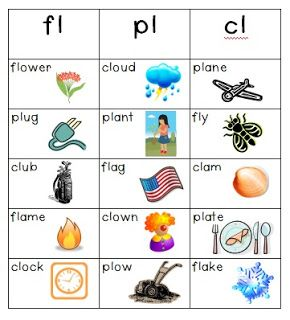 fl pl cl
flower cloud plane
plug plant fly
club flag clam
flame clown plate
clock plow flake